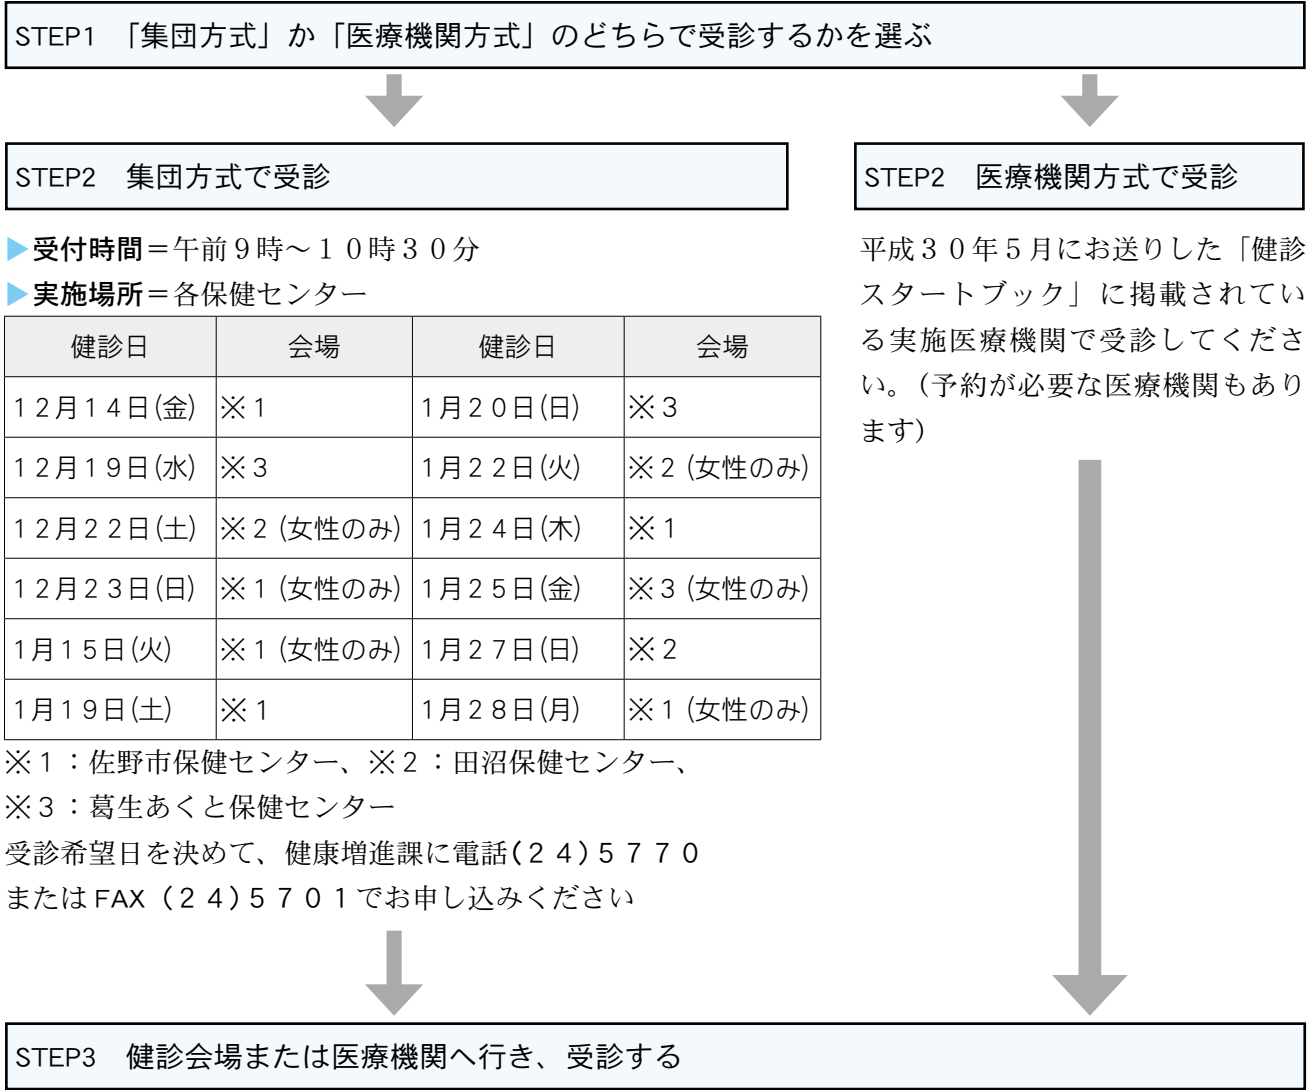 STEP1　「集団方式」か「医療機関方式」のどちらで受診するかを選ぶ
STEP2　集団方式で受診
▶受付時間＝午前９時～１０時３０分
▶実施場所＝各保健センター
健診日　会場　健診日　会場
１２月１４日(金)　※１　１月２０日(日)　※３
１２月１９日(水)　※３　１月２２日(火)　※２(女性のみ)
１２月２２日(土)　※２(女性のみ)　１月２４日(木)　※１
１２月２３日(日)　※１(女性のみ)　１月２５日(金)　※３(女性のみ)
１月１５日(火)　※１(女性のみ)　１月２７日(日)　※２
１月１９日(土)　※１　１月２８日(月)　※１(女性のみ)
※１：佐野市保健センター、※２：田沼保健センター、
※３：葛生あくと保健センター
受診希望日を決めて、健康増進課に電話(２４)５７７０
または FAX (２４)５７０１でお申し込みください
STEP2　医療機関方式で受診
平成３０年５月にお送りした「健診
スタートブック」に掲載されてい
る実施医療機関で受診してくださ
い。（予約が必要な医療機関もあり
ます）
STEP3　健診会場または医療機関へ行き、受診する